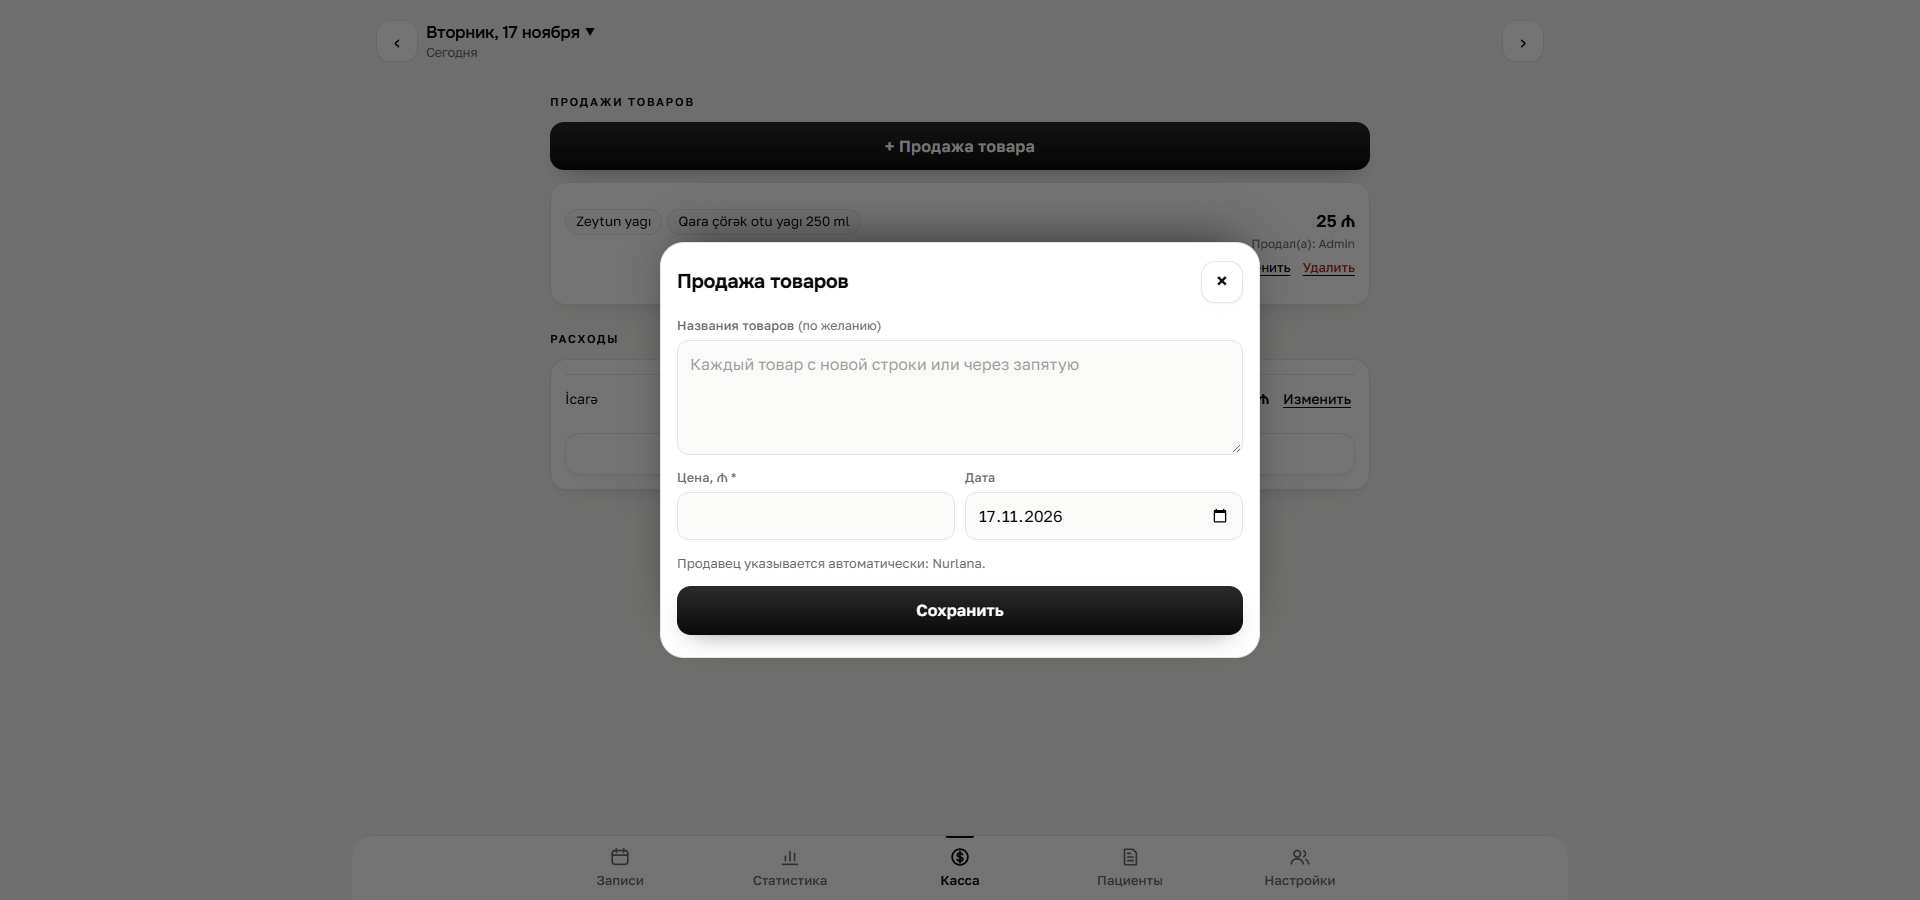 Вторник, 17 ноября ▼
Сегодня
ПРОДАЖИ ТОВАРОВ
+ Продажа товара
Zeytun yagı
Qara çörək otu yagı 250 ml
25 ₼
Продал(а): Admin
Удалить
Продажа товаров
×
Названия товаров (по желанию)
Каждый товар с новой строки или через запятую
Цена, ₼ *
Дата
17.11.2026
Продавец указывается автоматически: Nurlana.
Сохранить
РАСХОДЫ
İcarə
₼
Изменить
Записи
Статистика
Касса
Пациенты
Настройки